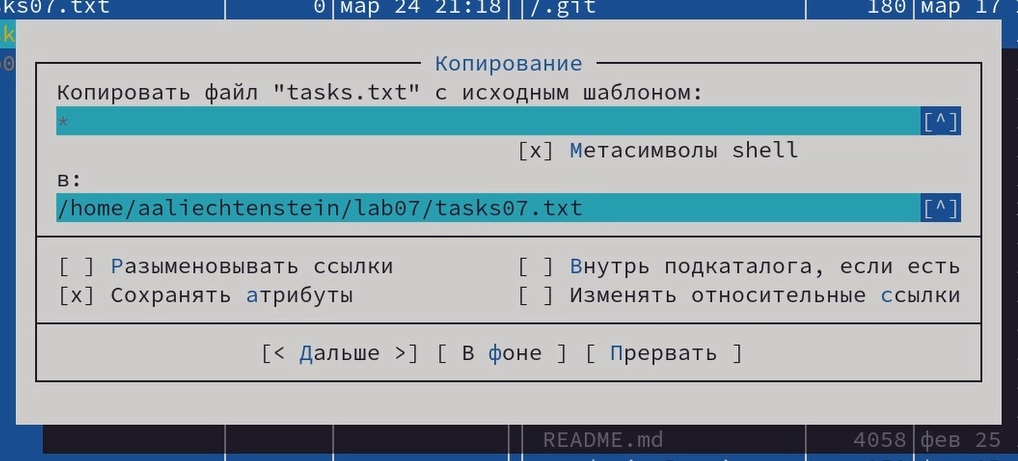 ks07.txt 0 мар 24 21:18 /.git 180 мар 17
Копирование
Копировать файл "tasks.txt" с исходным шаблоном:
* [^]
[x] Метасимволы shell
в:
/home/aaliechtenstein/lab07/tasks07.txt [^]
[ ] Разыменовывать ссылки [ ] Внутрь подкаталога, если есть
[x] Сохранять атрибуты [ ] Изменять относительные ссылки
[< Дальше >] [ В фоне ] [ Прервать ]
README.md 4058 фев 25